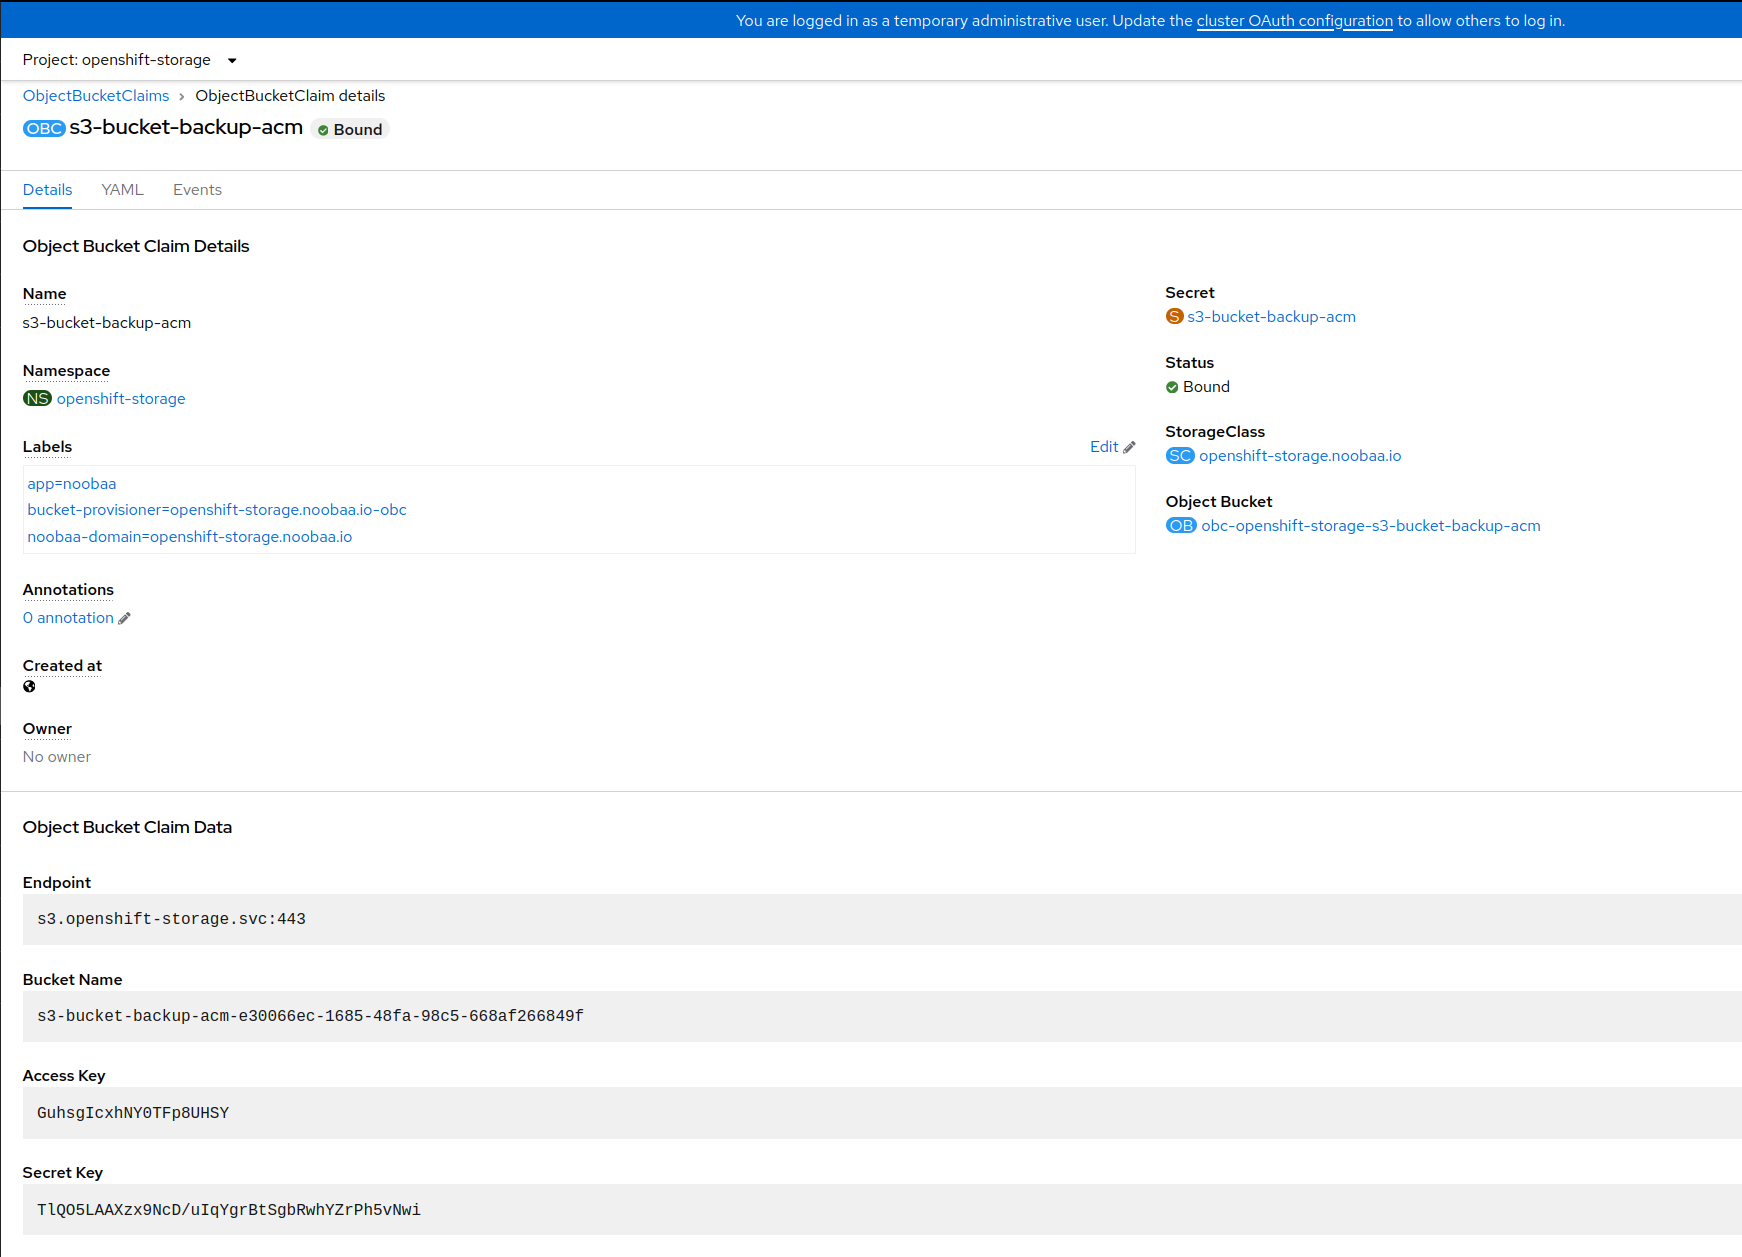 You are logged in as a temporary administrative user. Update the cluster OAuth configuration to allow others to log in.
Project: openshift-storage
ObjectBucketClaims › ObjectBucketClaim details
OBC s3-bucket-backup-acm Bound
Details YAML Events
Object Bucket Claim Details
Name
s3-bucket-backup-acm
Namespace
NS openshift-storage
Labels
Edit
app=noobaa
bucket-provisioner=openshift-storage.noobaa.io-obc
noobaa-domain=openshift-storage.noobaa.io
Annotations
0 annotation
Created at
Owner
No owner
Secret
S s3-bucket-backup-acm
Status
Bound
StorageClass
SC openshift-storage.noobaa.io
Object Bucket
OB obc-openshift-storage-s3-bucket-backup-acm
Object Bucket Claim Data
Endpoint
s3.openshift-storage.svc:443
Bucket Name
s3-bucket-backup-acm-e30066ec-1685-48fa-98c5-668af266849f
Access Key
GuhsgIcxhNY0TFp8UHSY
Secret Key
TlQO5LAAXzx9NcD/uIqYgrBtSgbRwhYZrPh5vNwi